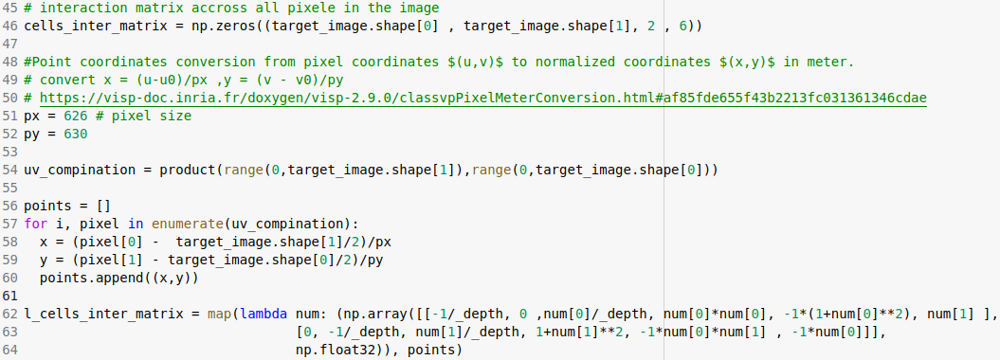 45 # interaction matrix accross all pixele in the image
46 cells_inter_matrix = np.zeros((target_image.shape[0] , target_image.shape[1], 2 , 6))
47
48 #Point coordinates conversion from pixel coordinates $(u,v)$ to normalized coordinates $(x,y)$ in meter.
49 # convert x = (u-u0)/px ,y = (v - v0)/py
50 # https://visp-doc.inria.fr/doxygen/visp-2.9.0/classvpPixelMeterConversion.html#af85fde655f43b2213fc031361346cdae
51 px = 626 # pixel size
52 py = 630
53
54 uv_compination = product(range(0,target_image.shape[1]),range(0,target_image.shape[0]))
55
56 points = []
57 for i, pixel in enumerate(uv_compination):
58   x = (pixel[0] -  target_image.shape[1]/2)/px
59   y = (pixel[1] - target_image.shape[0]/2)/py
60   points.append((x,y))
61
62 l_cells_inter_matrix = map(lambda num: (np.array([[-1/_depth, 0 ,num[0]/_depth, num[0]*num[0], -1*(1+num[0]**2), num[1] ],
63                                   [0, -1/_depth, num[1]/_depth, 1+num[1]**2, -1*num[0]*num[1] , -1*num[0]]],
64                                   np.float32)), points)